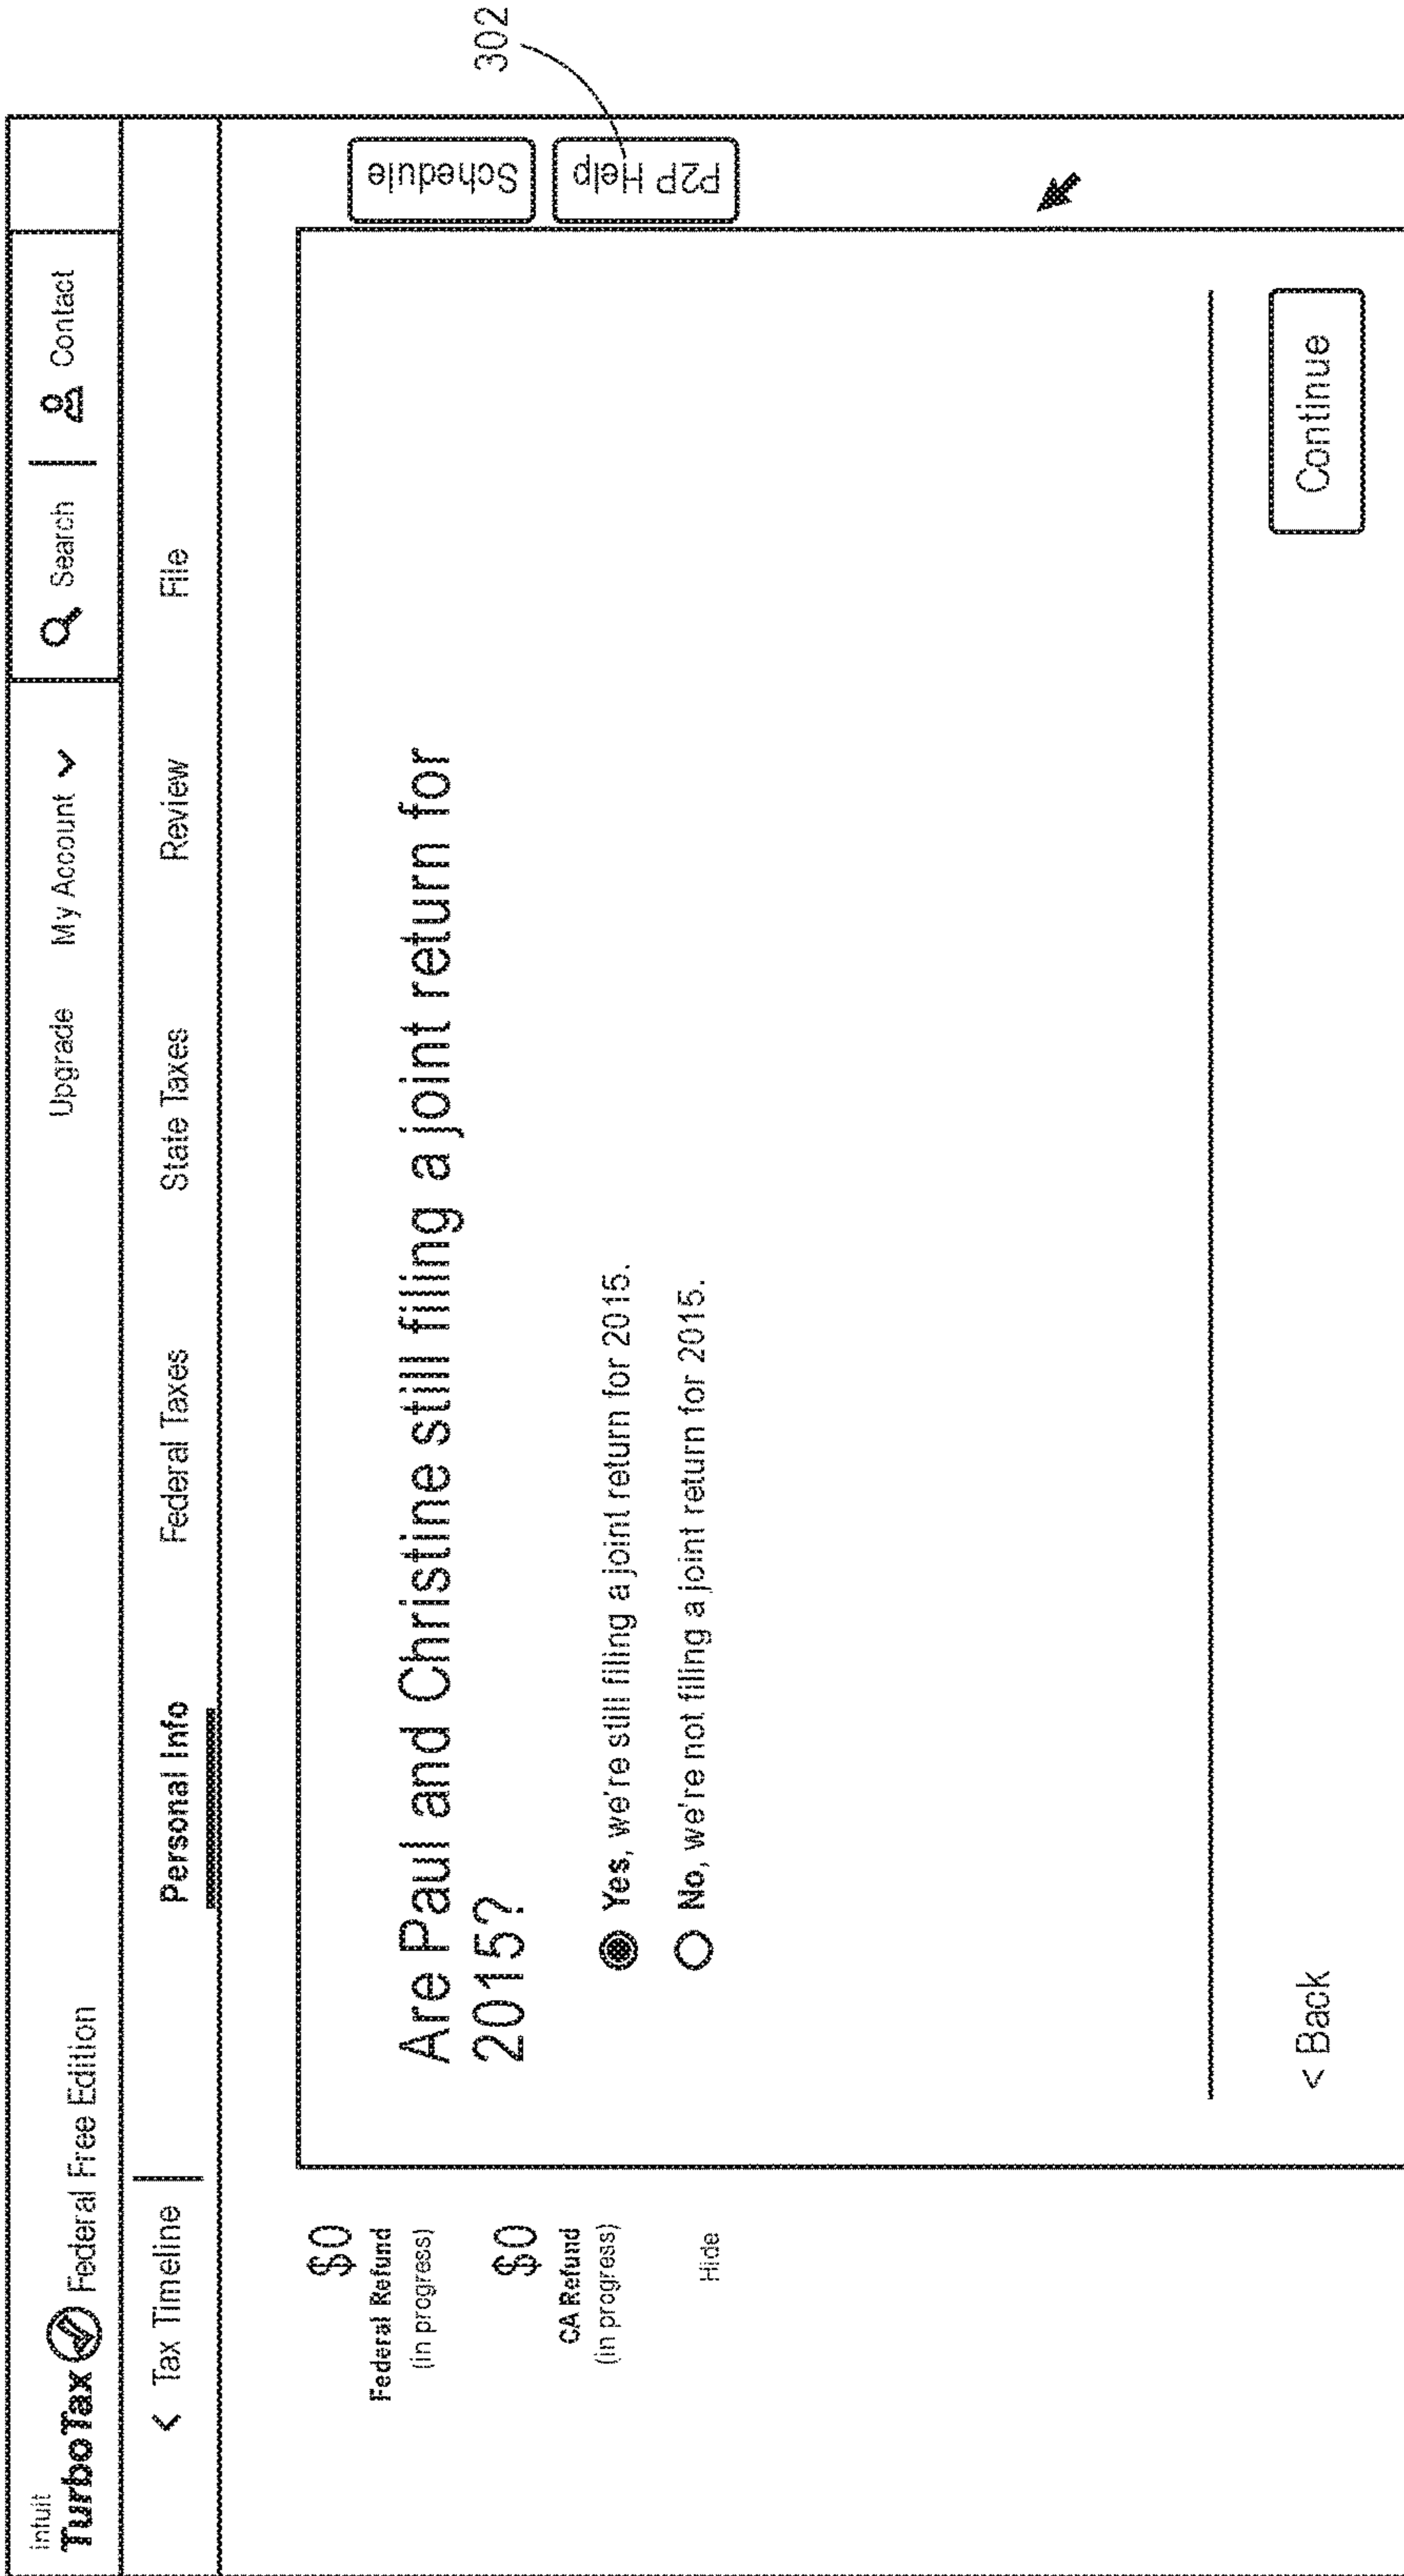 intuit
TurboTax Federal Free Edition
Upgrade My Account Search | Contact
< Tax Timeline | Personal Info Federal Taxes State Taxes Review File
$0
Federal Refund
(in progress)
$0
CA Refund
(in progress)
Hide
Are Paul and Christine still filing a joint return for
2015?
Yes, we're still filing a joint return for 2015.
No, we're not filing a joint return for 2015.
< Back
Continue
Schedule
P2P Help
302